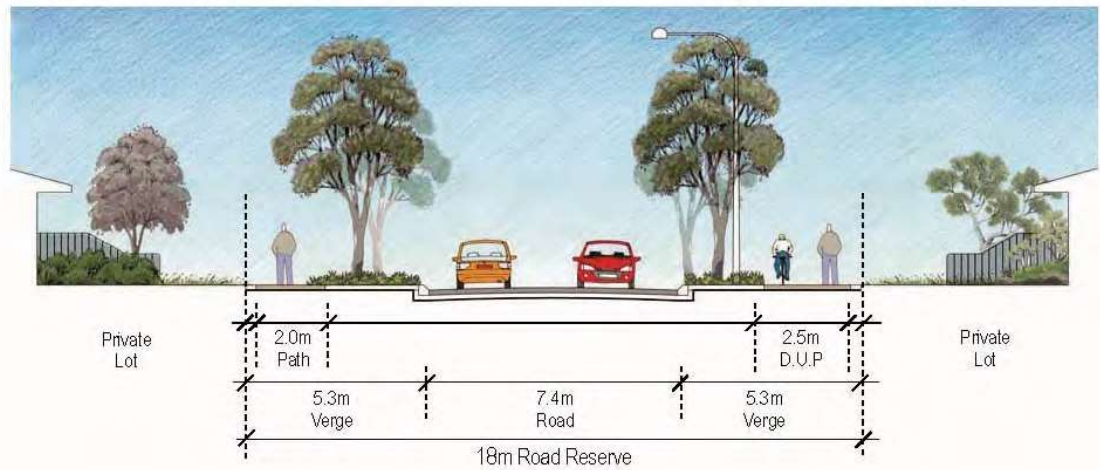 Private
Lot
2.0m
Path
2.5m
D.V.P
Private
Lot
5.3m
Verge
7.4m
Road
5.3m
Verge
18m Road Reserve